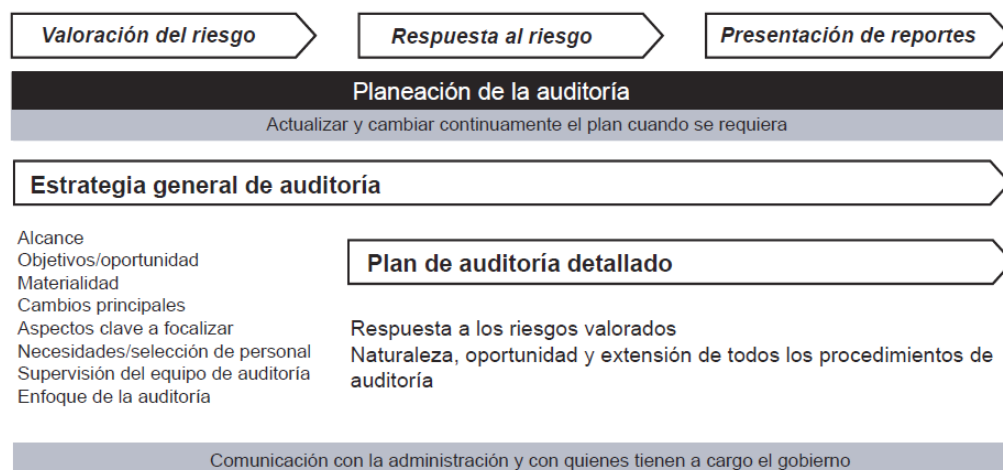 Valoración del riesgo
Respuesta al riesgo
Presentación de reportes
Planeación de la auditoría
Actualizar y cambiar continuamente el plan cuando se requiera
Estrategia general de auditoría
Alcance
Objetivos/oportunidad
Materialidad
Cambios principales
Aspectos clave a focalizar
Necesidades/selección de personal
Supervisión del equipo de auditoría
Enfoque de la auditoría
Plan de auditoría detallado
Respuesta a los riesgos valorados
Naturaleza, oportunidad y extensión de todos los procedimientos de
auditoría
Comunicación con la administración y con quienes tienen a cargo el gobierno